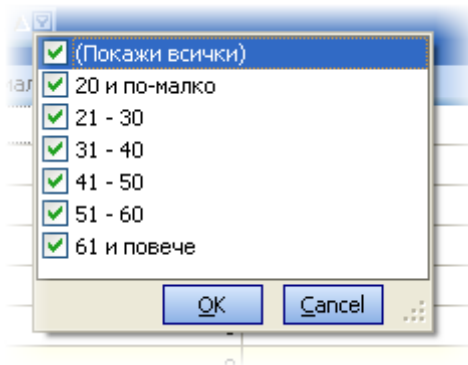 (Покажи всички)
20 и по-малко
21 - 30
31 - 40
41 - 50
51 - 60
61 и повече
OK Cancel